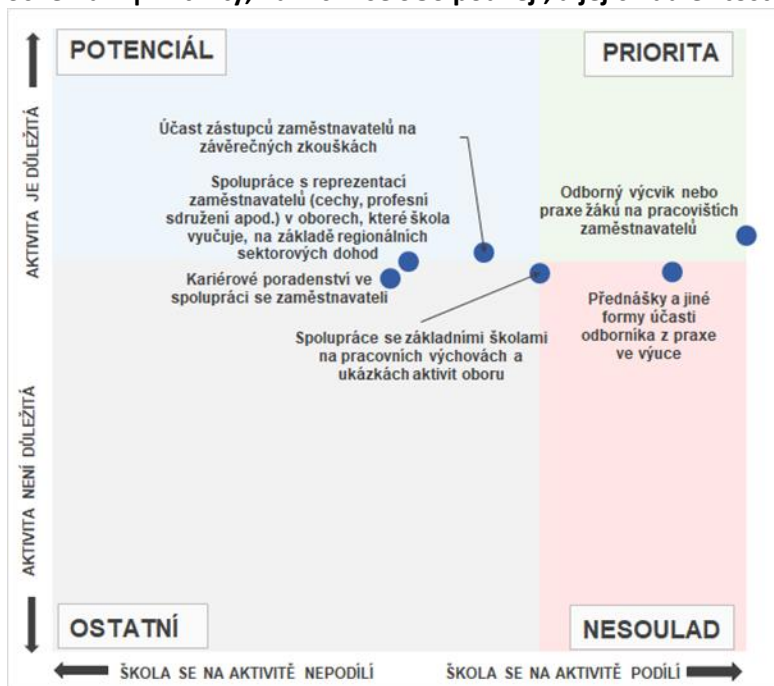 POTENCIÁL
PRIORITA
Účast zástupců zaměstnavatelů na
závěrečných zkouškách
Spolupráce s reprezentací
zaměstnavatelů (cechy, profesní
sdružení apod.) v oborech, které škola
vyučuje, na základě regionálních
sektorových dohod
Odborný výcvik nebo
praxe žáků na pracovištích
zaměstnavatelů
Kariérové poradenství ve
spolupráci se zaměstnavateli
Spolupráce se základními školami
na pracovních výchovách a
ukázkách aktivit oboru
Přednášky a jiné
formy účasti
odborníka z praxe
ve výuce
AKTIVITA JE DŮLEŽITÁ
AKTIVITA NENÍ DŮLEŽITÁ
OSTATNÍ
NESOULAD
ŠKOLA SE NA AKTIVITĚ NEPODÍLÍ
ŠKOLA SE NA AKTIVITĚ PODÍLÍ